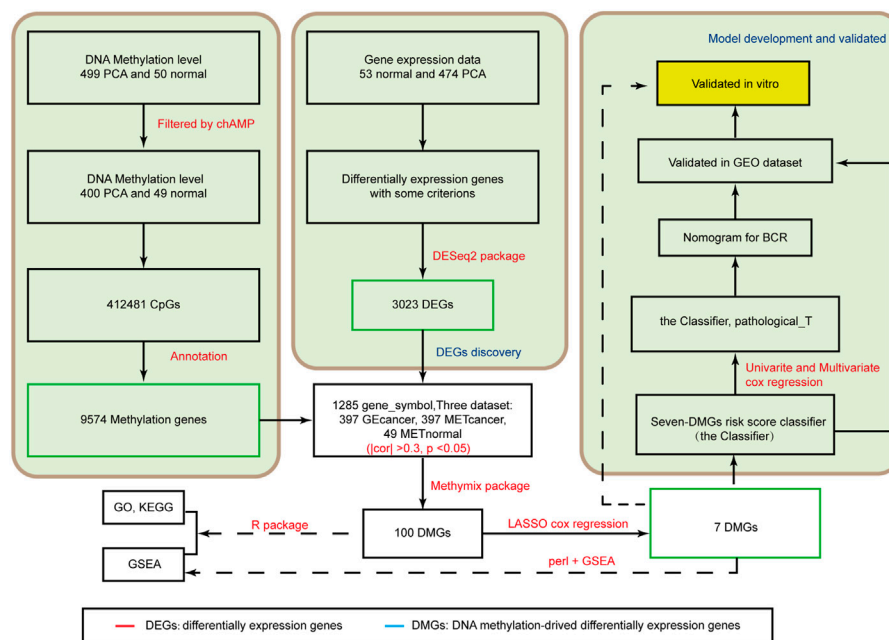 DNA Methylation level
499 PCA and 50 normal
Filtered by chAMP
DNA Methylation level
400 PCA and 49 normal
412481 CpGs
Annotation
9574 Methylation genes
Gene expression data
53 normal and 474 PCA
Differentially expression genes
with some criterions
DESeq2 package
3023 DEGs
DEGs discovery
1285 gene_symbol,Three dataset:
397 GEcancer, 397 METcancer,
49 METnormal
(|cor| >0.3, p <0.05)
Methymix package
100 DMGs
R package
GO, KEGG
GSEA
LASSO cox regression
perl + GSEA
7 DMGs
Model development and validated
Validated in vitro
Validated in GEO dataset
Nomogram for BCR
the Classifier, pathological_T
Univarite and Multivariate
cox regression
Seven-DMGs risk score classifier
(the Classifier)
DEGs: differentially expression genes
DMGs: DNA methylation-drived differentially expression genes